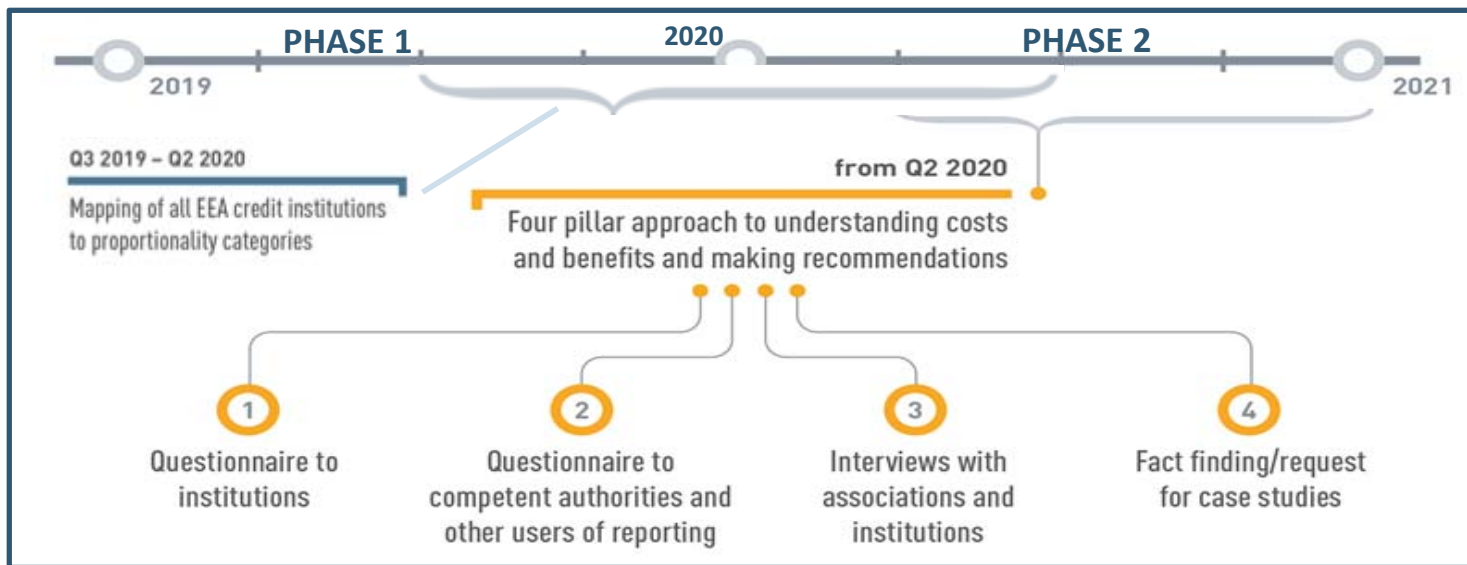 PHASE 1
2020
PHASE 2
2019
2021
Q3 2019 – Q2 2020
Mapping of all EEA credit institutions
to proportionality categories
from Q2 2020
Four pillar approach to understanding costs
and benefits and making recommendations
1
Questionnaire to
institutions
2
Questionnaire to
competent authorities and
other users of reporting
3
Interviews with
associations and
institutions
4
Fact finding/request
for case studies